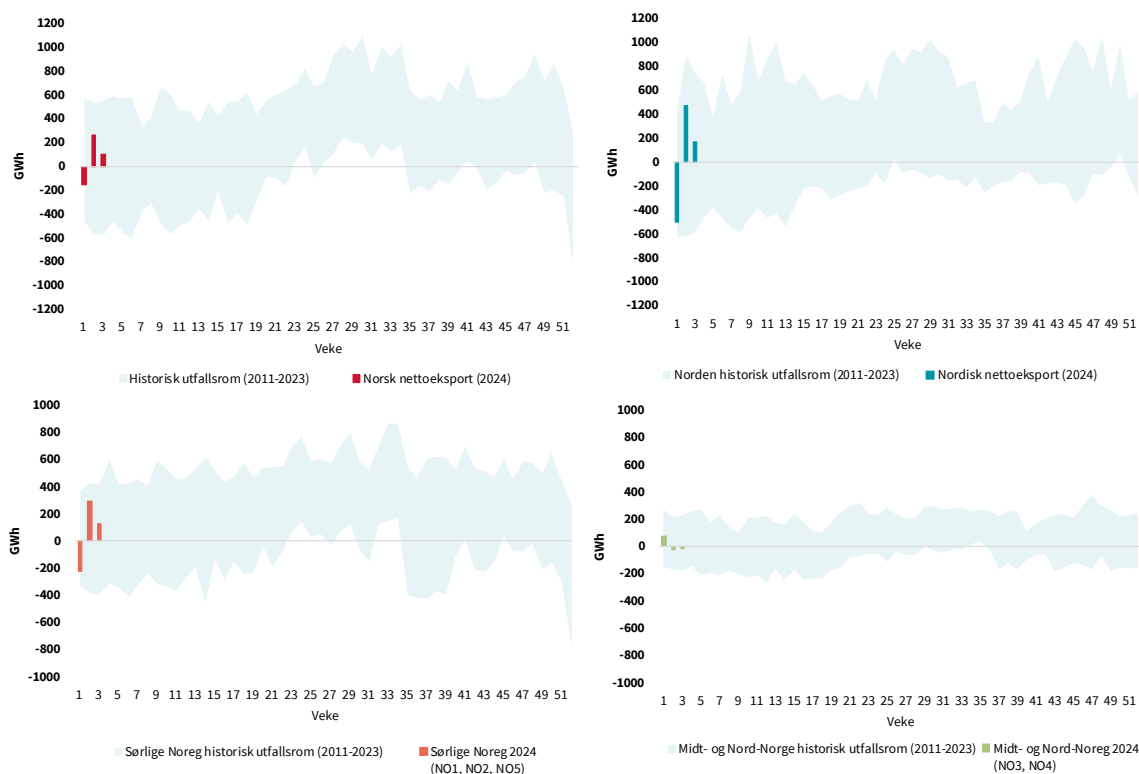 1200
1000
800
600
400
200
0
-200
-400
-600
-800
-1000
-1200
GWh
1 3 5 7 9 11 13 15 17 19 21 23 25 27 29 31 33 35 37 39 41 43 45 47 49 51
Veke
Historisk utfallsrom (2011-2023) Norsk nettoeksport (2024)
1200
1000
800
600
400
200
0
-200
-400
-600
-800
-1000
-1200
GWh
1 3 5 7 9 11 13 15 17 19 21 23 25 27 29 31 33 35 37 39 41 43 45 47 49 51
Veke
Norden historisk utfallsrom (2011-2023) Nordisk nettoeksport (2024)
1000
800
600
400
200
0
-200
-400
-600
-800
-1000
GWh
1 3 5 7 9 11 13 15 17 19 21 23 25 27 29 31 33 35 37 39 41 43 45 47 49 51
Veke
Sørlige Noreg historisk utfallsrom (2011-2023) Sørlige Noreg 2024
(NO1, NO2, NO5)
1000
800
600
400
200
0
-200
-400
-600
-800
-1000
GWh
1 3 5 7 9 11 13 15 17 19 21 23 25 27 29 31 33 35 37 39 41 43 45 47 49 51
Veke
Midt- og Nord-Norge historisk utfallsrom (2011-2023) Midt- og Nord-Noreg 2024
(NO3, NO4)